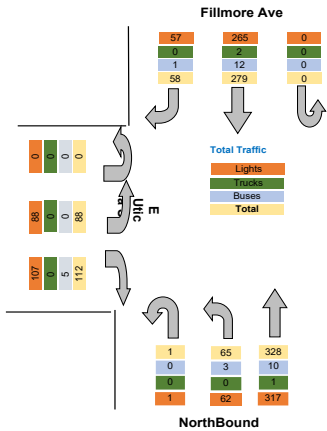 Fillmore Ave
57 265 0
0 2 0
1 12 0
58 279 0
0 0 0 0
Total Traffic
Lights
Trucks
Buses
Total
88 0 0 88
E
Utic
107 0 5 112
1 65 328
0 3 10
0 0 1
1 62 317
NorthBound